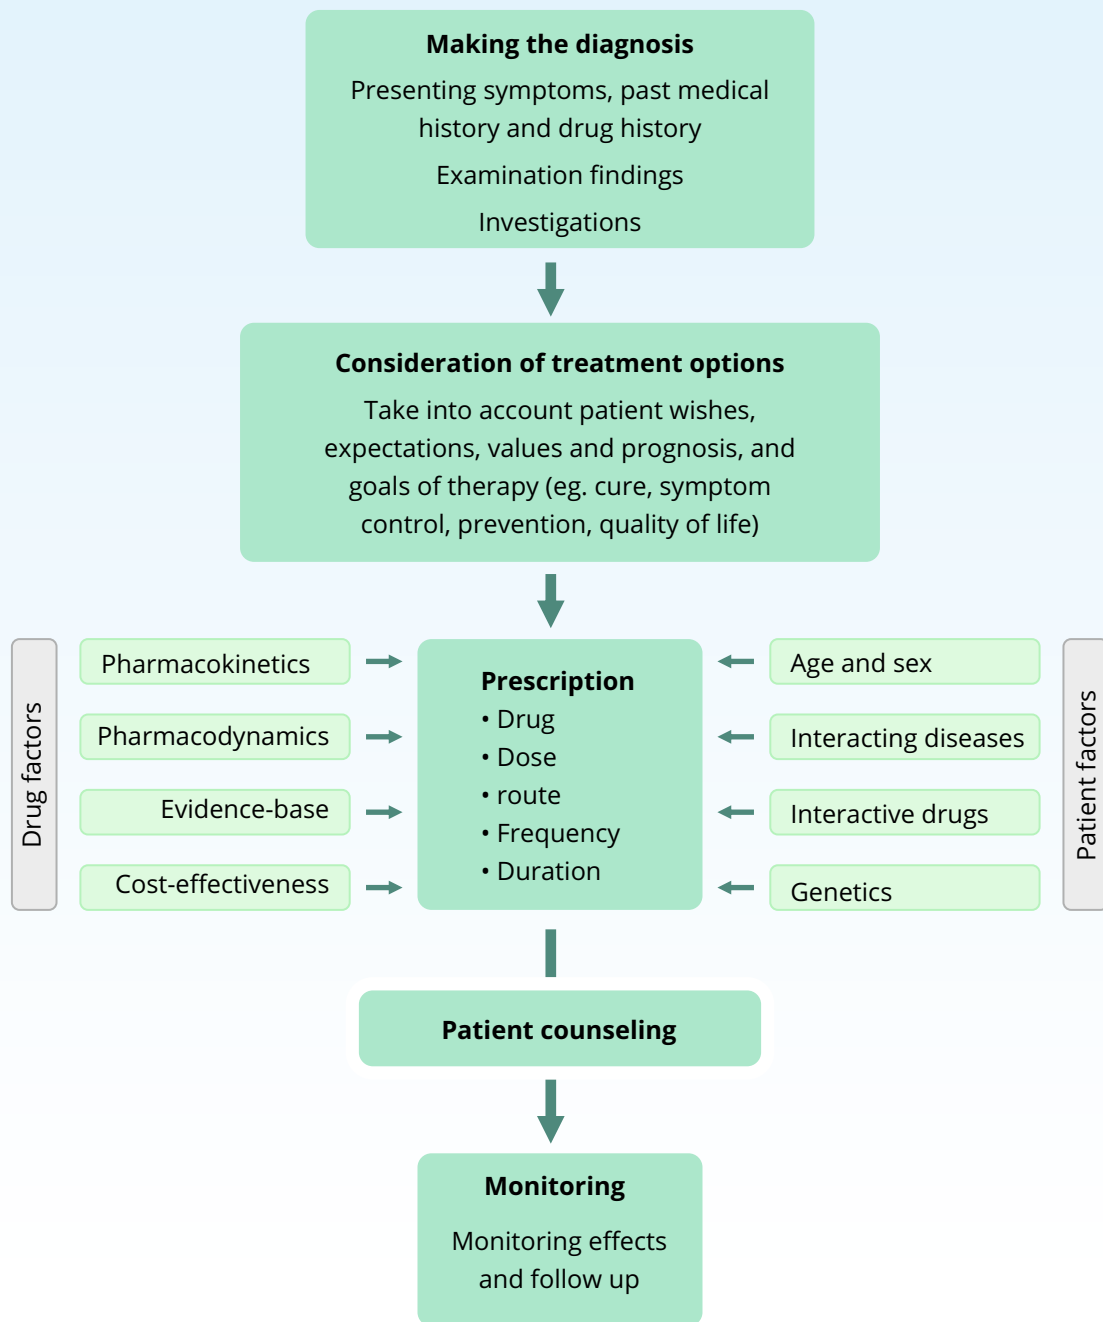 Making the diagnosis
Presenting symptoms, past medical
history and drug history
Examination findings
Investigations
Consideration of treatment options
Take into account patient wishes,
expectations, values and prognosis, and
goals of therapy (eg. cure, symptom
control, prevention, quality of life)
Drug factors
Pharmacokinetics
Pharmacodynamics
Evidence-base
Cost-effectiveness
Prescription
• Drug
• Dose
• route
• Frequency
• Duration
Age and sex
Interacting diseases
Interactive drugs
Genetics
Patient factors
Patient counseling
Monitoring
Monitoring effects
and follow up